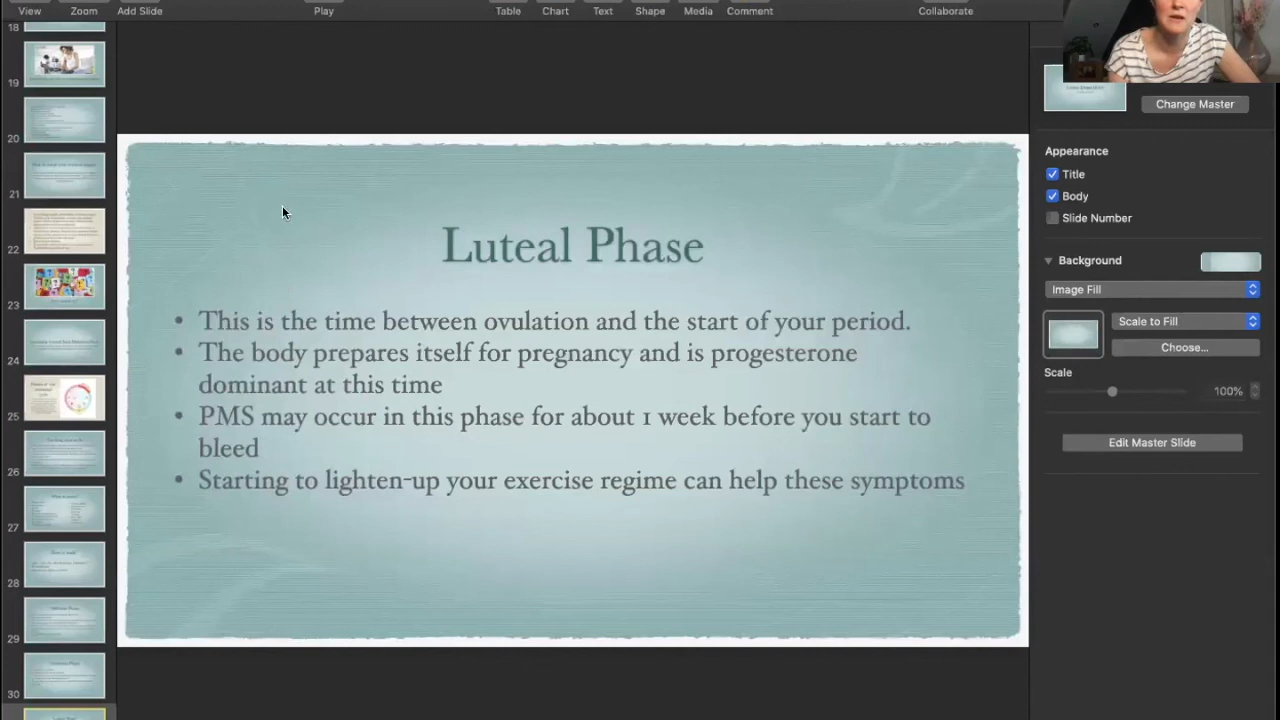 View Zoom Add Slide Play Table Chart Text Shape Media Comment Collaborate
18
19
20
21
22
23
24
25
26
27
28
29
30
Luteal Phase
• This is the time between ovulation and the start of your period.
• The body prepares itself for pregnancy and is progesterone
dominant at this time
• PMS may occur in this phase for about 1 week before you start to
bleed
• Starting to lighten-up your exercise regime can help these symptoms
Change Master
Appearance
Title
Body
Slide Number
Background
Image Fill
Scale to Fill
Choose...
Scale
100%
Edit Master Slide